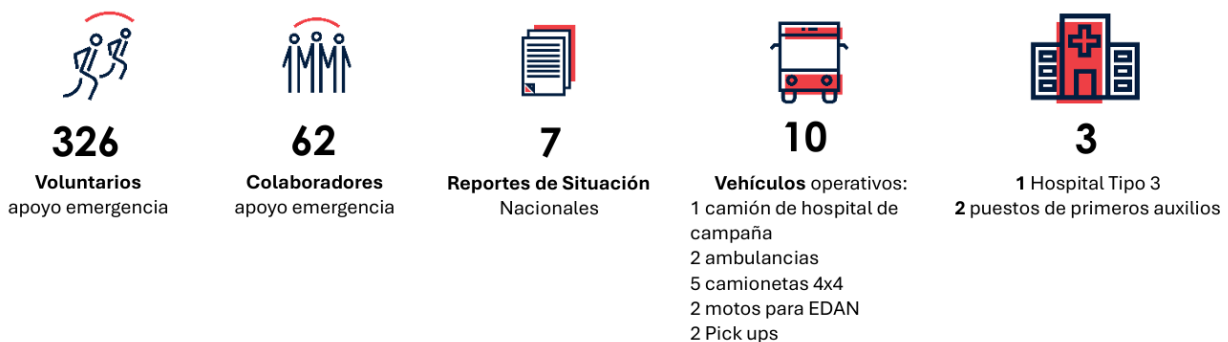 326
Voluntarios
apoyo emergencia
62
Colaboradores
apoyo emergencia
7
Reportes de Situación
Nacionales
10
Vehículos operativos:
1 camión de hospital de
campaña
2 ambulancias
5 camionetas 4x4
2 motos para EDAN
2 Pick ups
3
1 Hospital Tipo 3
2 puestos de primeros auxilios